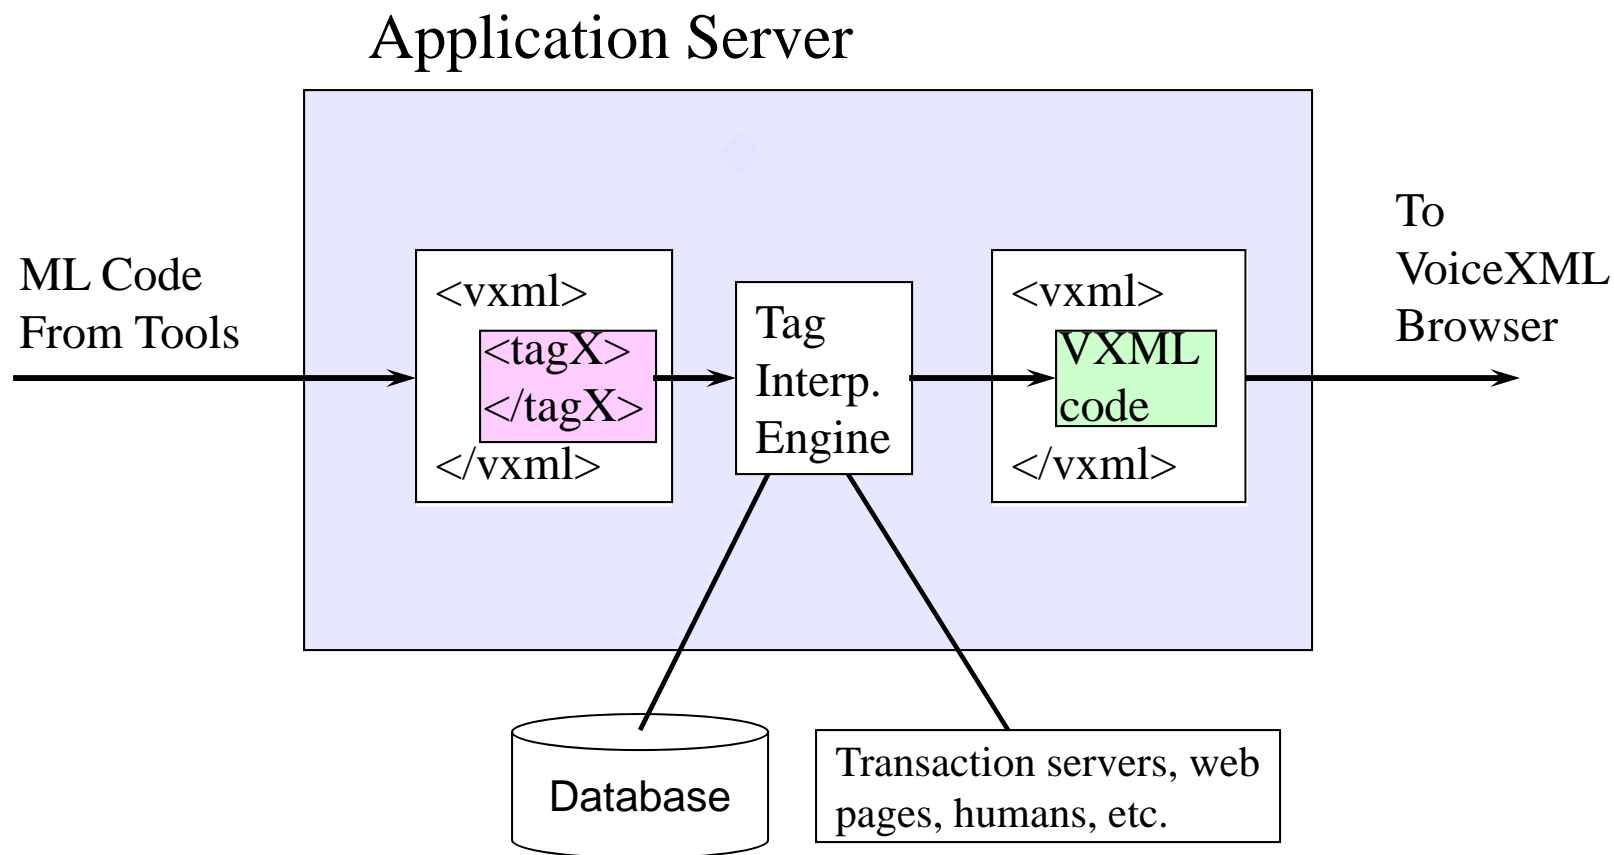 Application Server
ML Code
From Tools
<vxml>
<tagX>
</tagX>
</vxml>
Tag
Interp.
Engine
<vxml>
VXML
code
</vxml>
To
VoiceXML
Browser
Database
Transaction servers, web
pages, humans, etc.